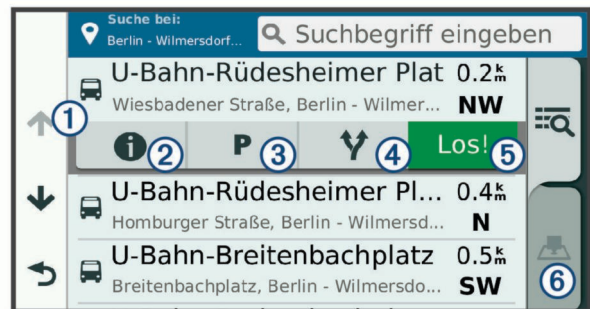 Suche bei:
Berlin - Wilmersdorf...
Suchbegriff eingeben
U-Bahn-Rüdesheimer Plat 0.2km
Wiesbadener Straße, Berlin - Wilmer... NW
1
i 2 P 3 4 Los! 5
U-Bahn-Rüdesheimer Pl... 0.4km
Homburger Straße, Berlin - Wilmersd... N
U-Bahn-Breitenbachplatz 0.5km
Breitenbachplatz, Berlin - Wilmersdo... SW
6